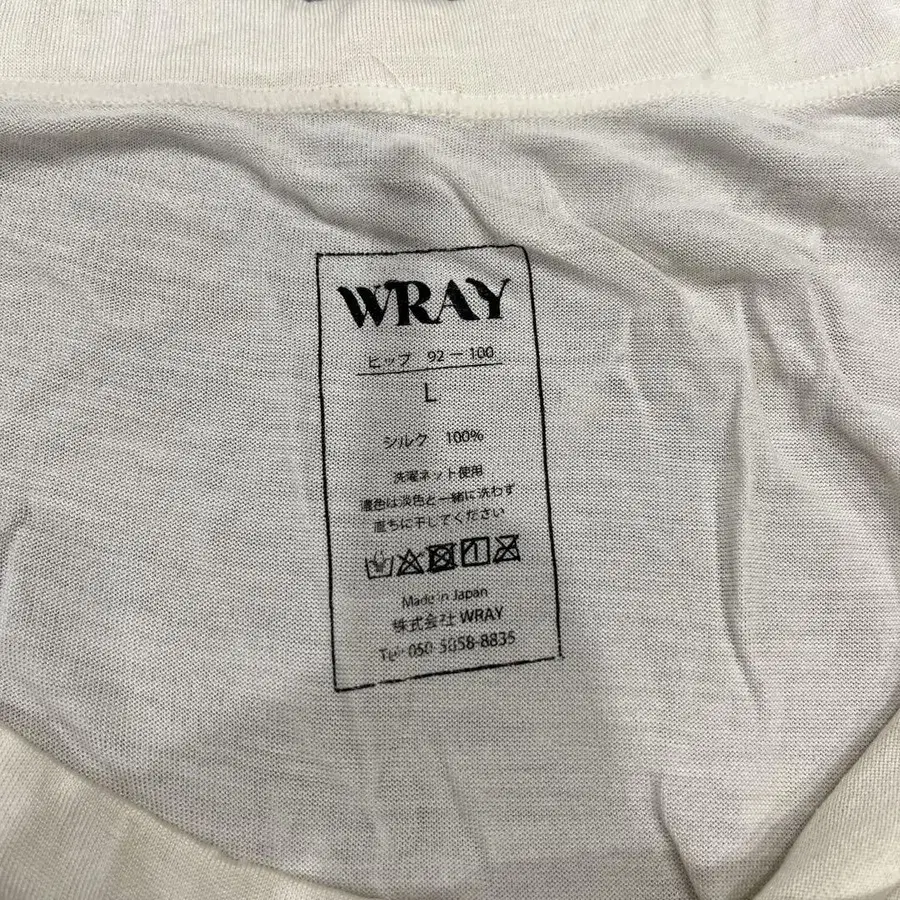 WRAY
ヒップ 92 — 100
L
シルク 100%
洗濯ネット使用
濃色は淡色と一緒に洗わず
直ちに干してください
Made in Japan
株式会社 WRAY
Tel: 050-5858-8835